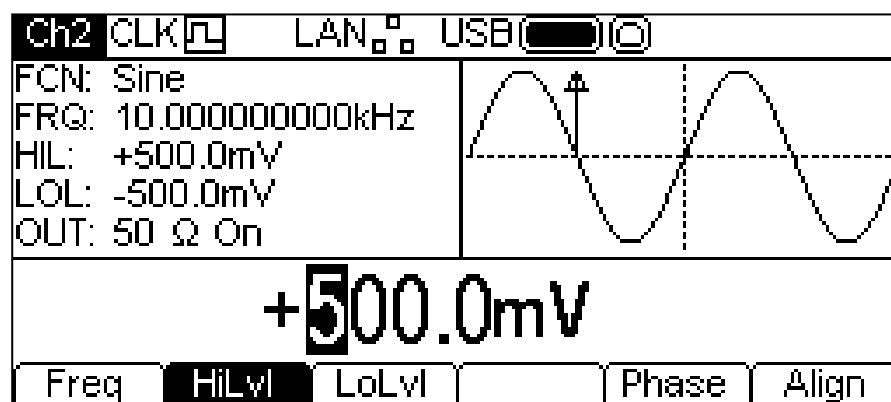 Ch2 CLK LAN USB
FCN: Sine
FRQ: 10.000000000kHz
HIL: +500.0mV
LOL: -500.0mV
OUT: 50 Ω On
+500.0mV
Freq HiLvl LoLvl Phase Align